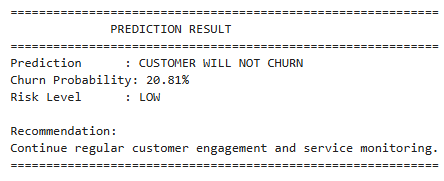 ============================================================
PREDICTION RESULT
============================================================
Prediction      : CUSTOMER WILL NOT CHURN
Churn Probability: 20.81%
Risk Level      : LOW
Recommendation:
Continue regular customer engagement and service monitoring.
============================================================